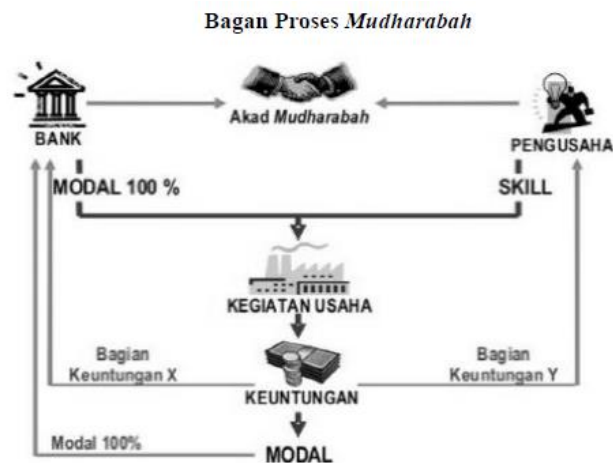 Bagan Proses Mudharabah
BANK
Akad Mudharabah
PENGUSAHA
MODAL 100 %
SKILL
KEGIATAN USAHA
Bagian
Keuntungan X
Bagian
Keuntungan Y
KEUNTUNGAN
Modal 100%
MODAL